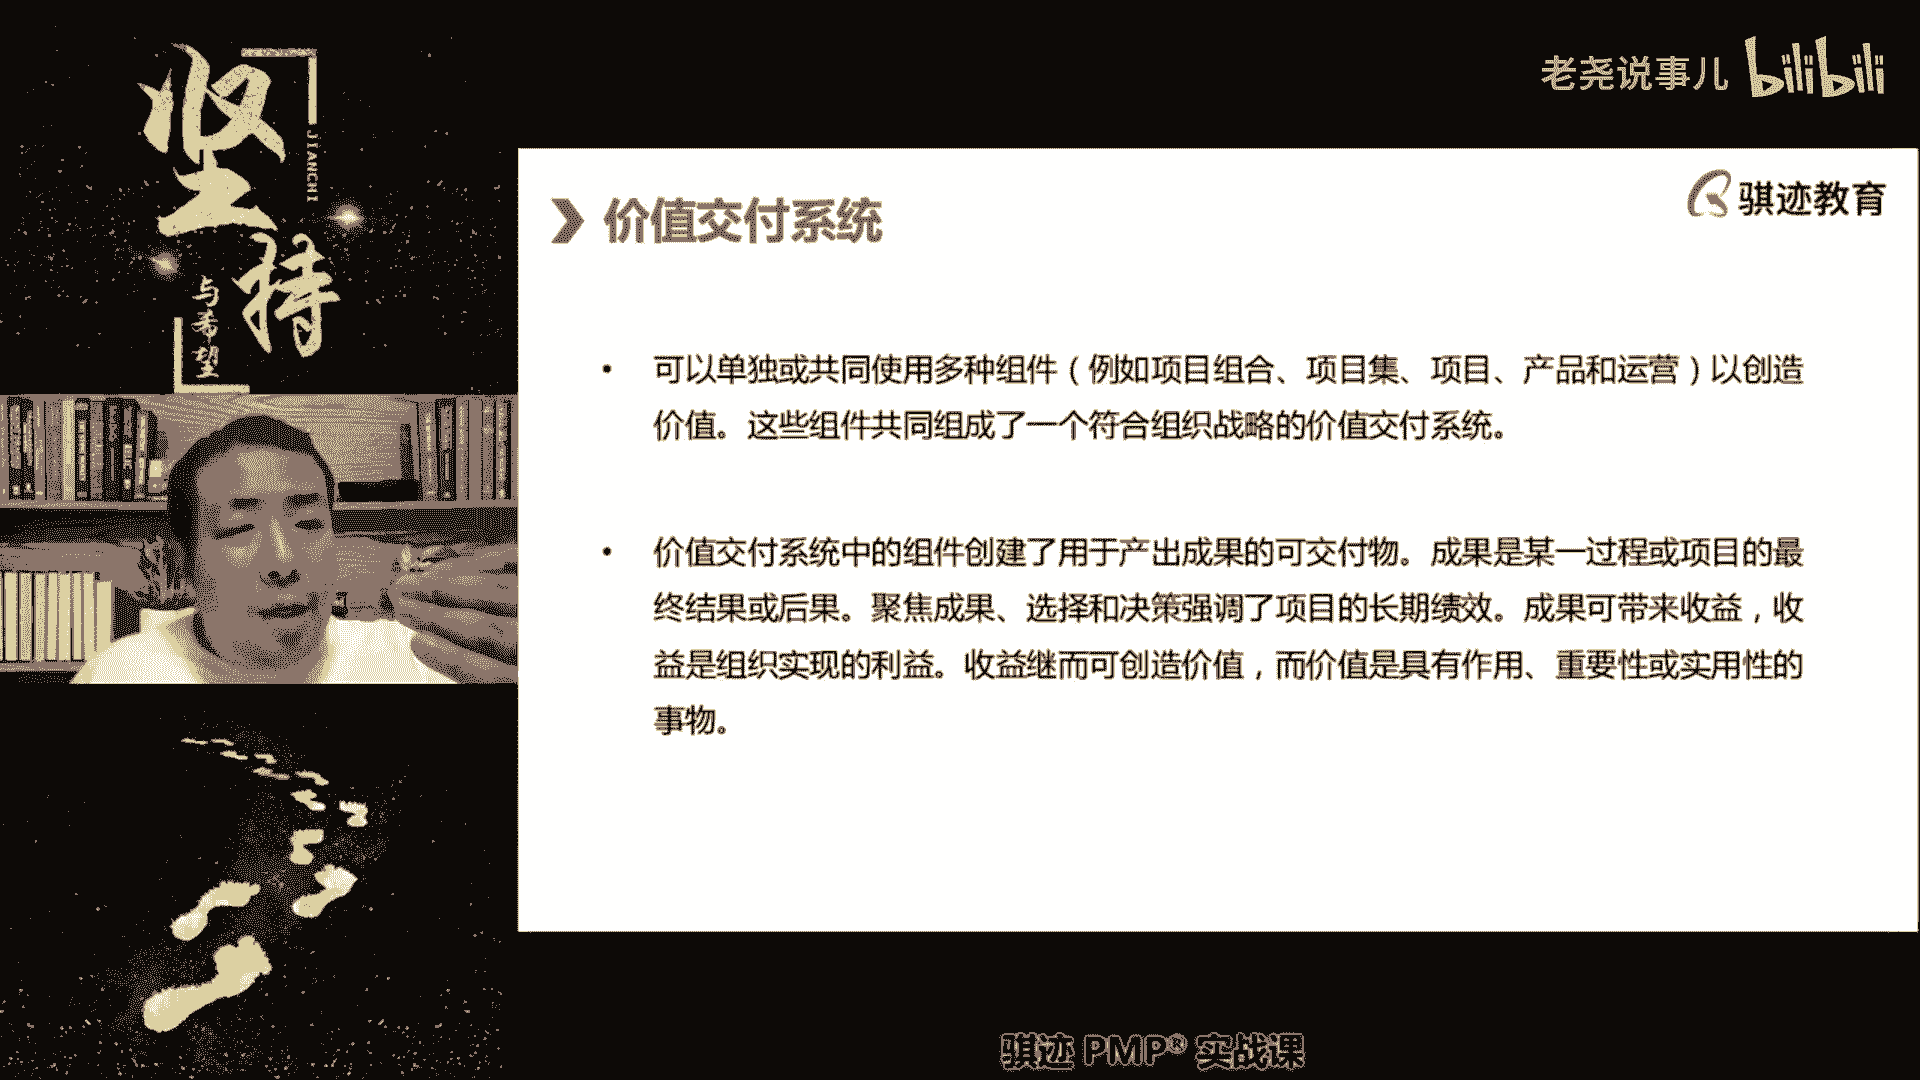 坚持
JIANCHI
与希望
老尧说事儿 bilibili
骐迹教育
价值交付系统
• 可以单独或共同使用多种组件（例如项目组合、项目集、项目、产品和运营）以创造
价值。这些组件共同组成了一个符合组织战略的价值交付系统。
• 价值交付系统中的组件创建了用于产出成果的可交付物。成果是某一过程或项目的最
终结果或后果。聚焦成果、选择和决策强调了项目的长期绩效。成果可带来收益，收
益是组织实现的利益。收益继而可创造价值，而价值是具有作用、重要性或实用性的
事物。
骐迹 PMP® 实战课